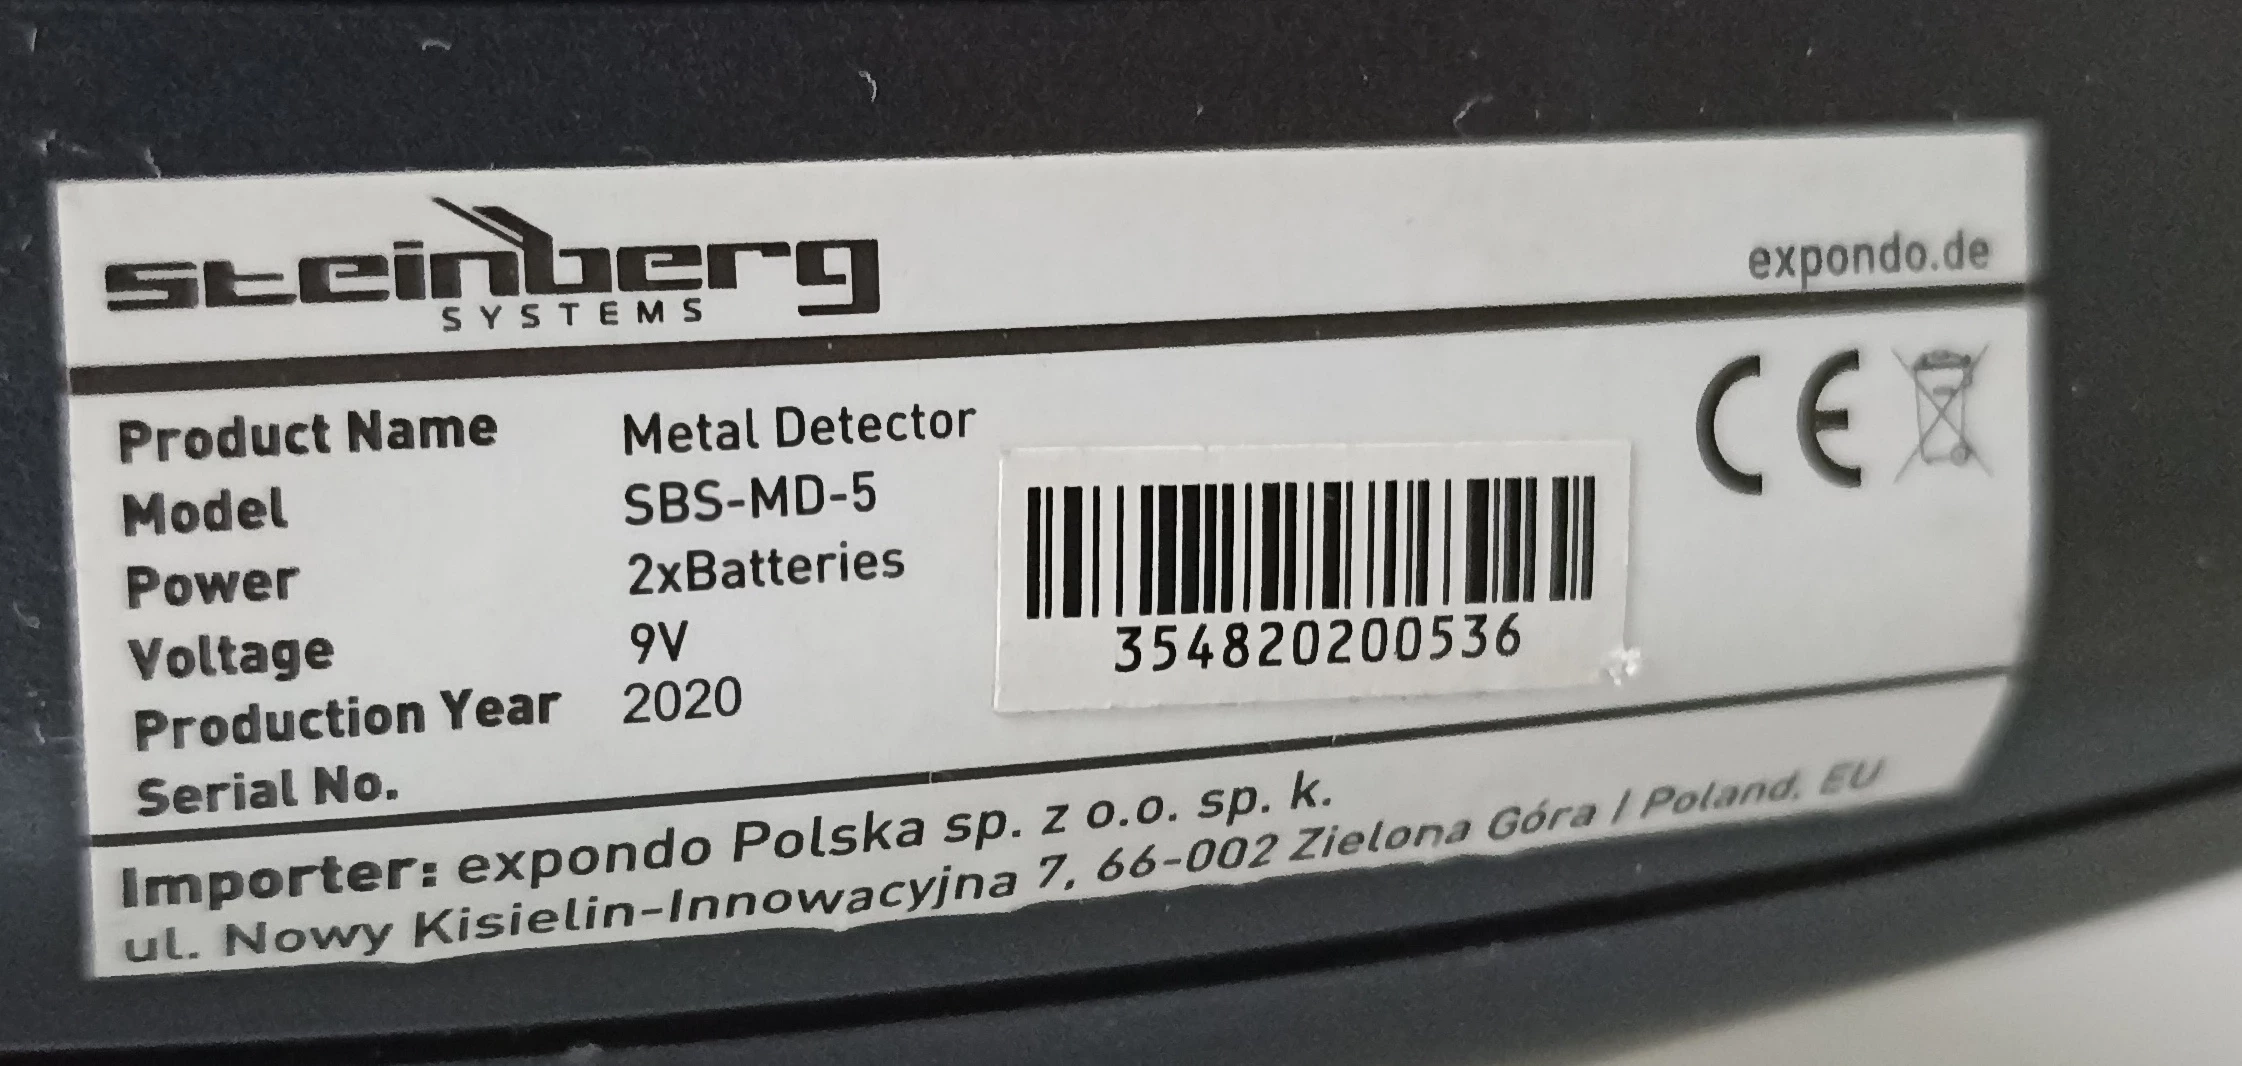 steinberg
SYSTEMS
expondo.de
Product Name Metal Detector
Model SBS-MD-5
Power 2xBatteries
Voltage 9V
Production Year 2020
Serial No.
CE
354820200536
Importer: expondo Polska sp. z o.o. sp. k.
ul. Nowy Kisielin-Innowacyjna 7, 66-002 Zielona Góra / Poland, EU